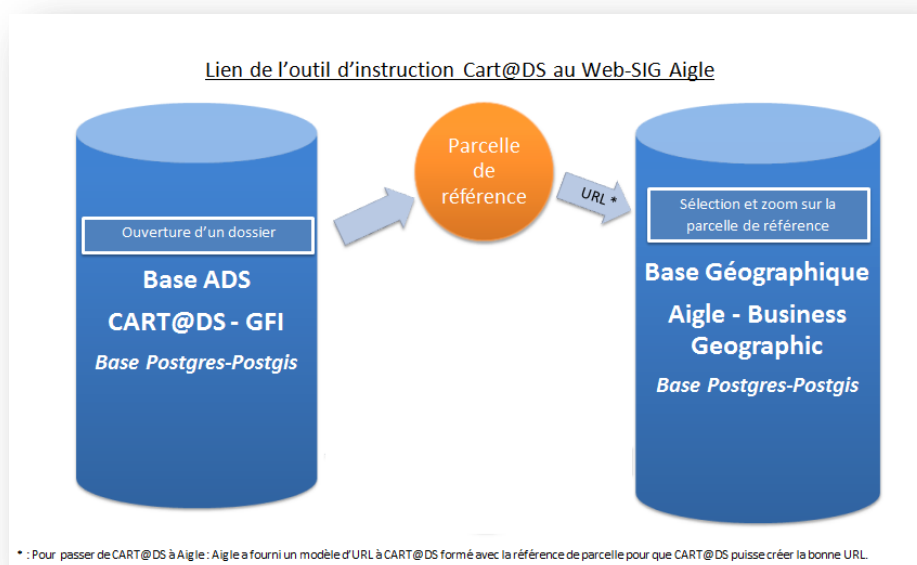 Lien de l'outil d'instruction Cart@DS au Web-SIG Aigle
Ouverture d'un dossier
Base ADS
CART@DS - GFI
Base Postgres-Postgis
Parcelle
de
référence
URL *
Sélection et zoom sur la
parcelle de référence
Base Géographique
Aigle - Business
Geographic
Base Postgres-Postgis
* : Pour passer de CART@DS à Aigle : Aigle a fourni un modèle d'URL à CART@DS formé avec la référence de parcelle pour que CART@DS puisse créer la bonne URL.